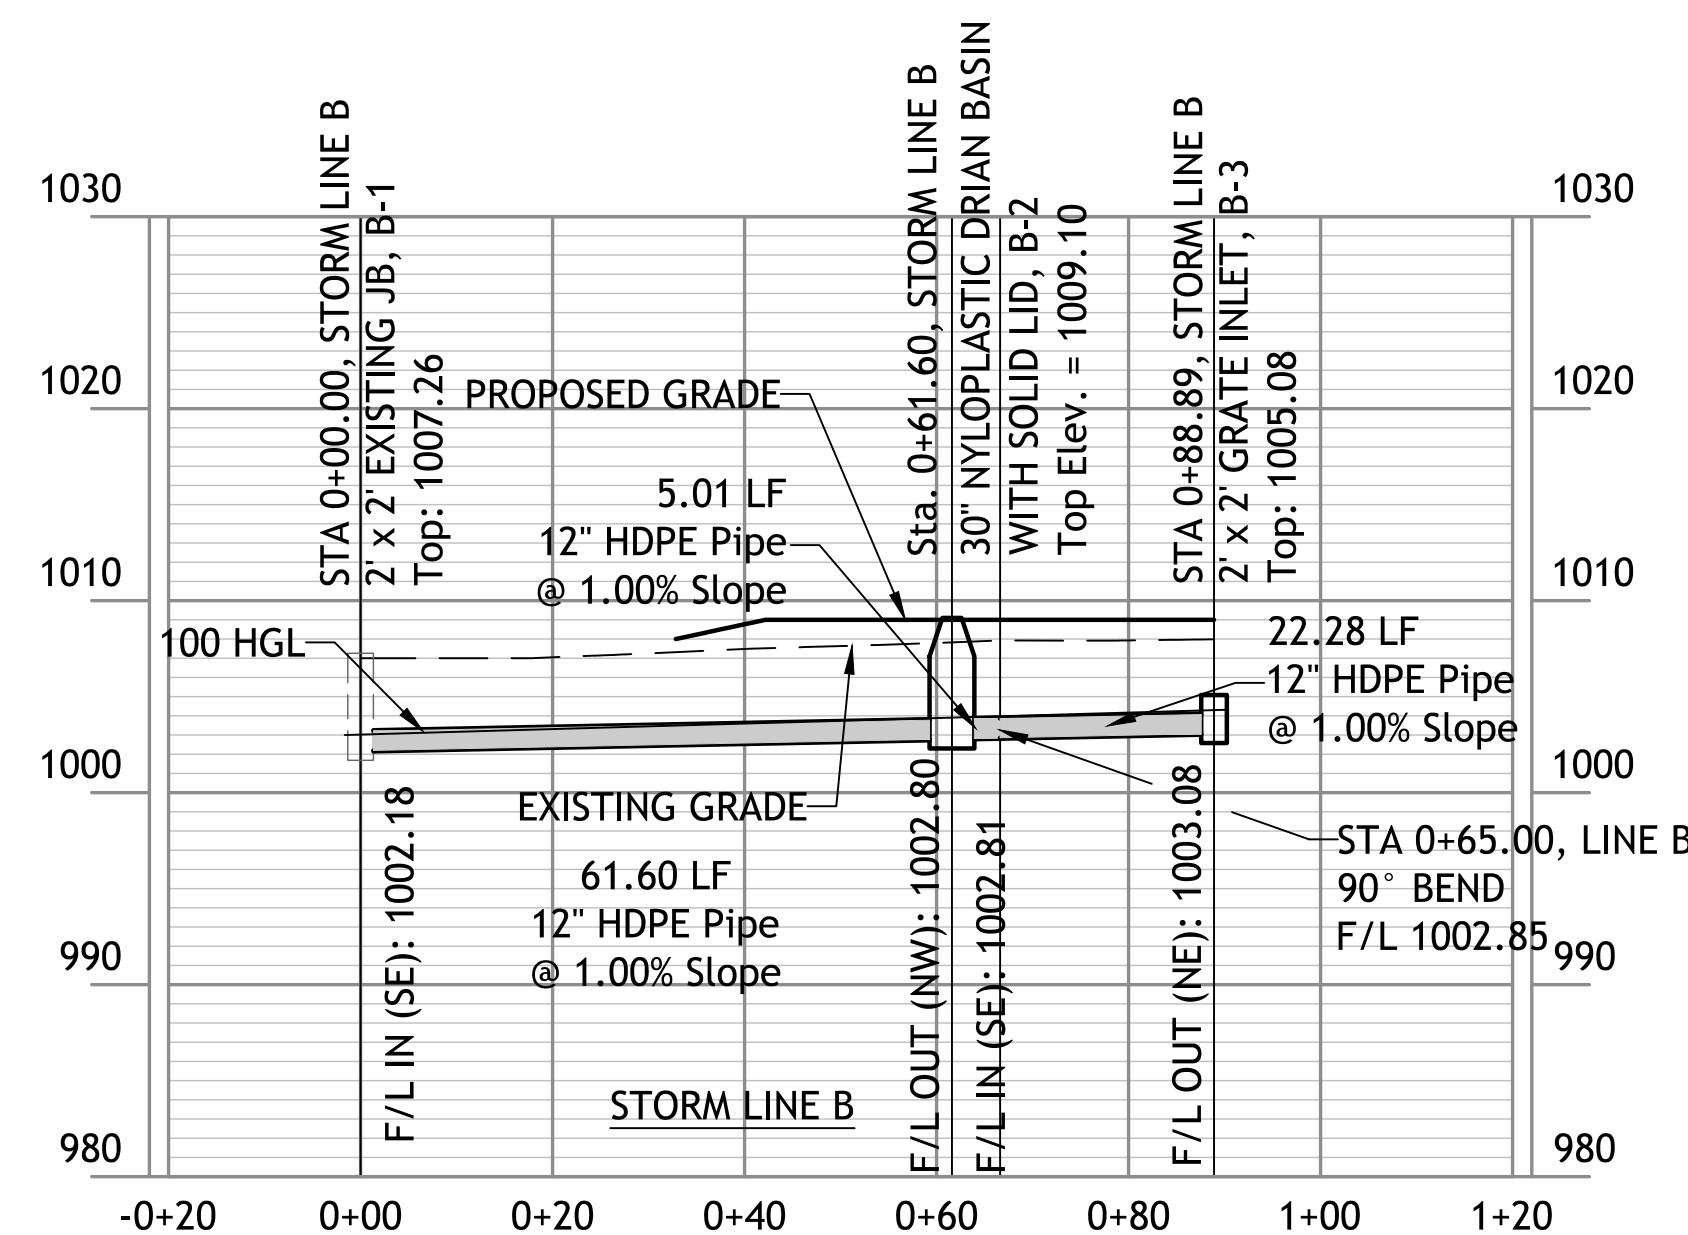 STA 0+00.00, STORM LINE B
2' x 2' EXISTING JB, B-1
Top: 1007.26
Sta. 0+61.60, STORM LINE B
30" NYLOPLASTIC DRIAN BASIN
WITH SOLID LID, B-2
Top Elev. = 1009.10
STA 0+88.89, STORM LINE B
2' x 2' GRATE INLET, B-3
Top: 1005.08
1030
1030
1020
1020
PROPOSED GRADE
5.01 LF
12" HDPE Pipe
@ 1.00% Slope
1010
1010
100 HGL
22.28 LF
12" HDPE Pipe
@ 1.00% Slope
1000
1000
EXISTING GRADE
61.60 LF
12" HDPE Pipe
@ 1.00% Slope
F/L IN (SE): 1002.18
F/L OUT (NW): 1002.80
F/L IN (SE): 1002.81
F/L OUT (NE): 1003.08
STA 0+65.00, LINE B
90° BEND
F/L 1002.85
990
990
STORM LINE B
980
980
-0+20
0+00
0+20
0+40
0+60
0+80
1+00
1+20